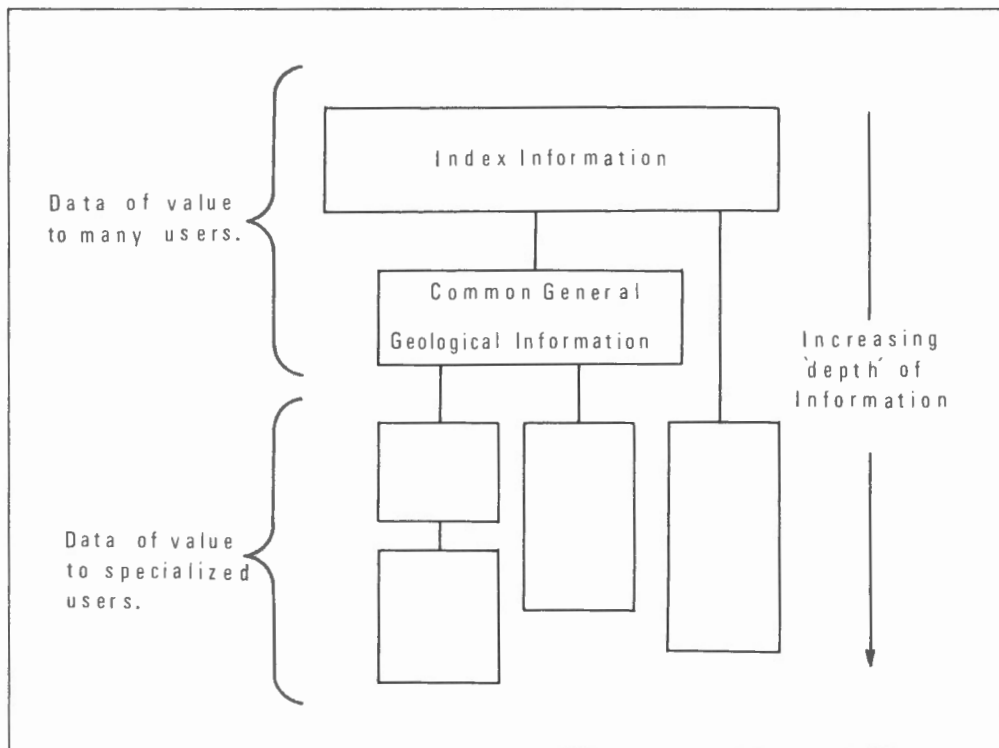 Index Information
Data of value
to many users.
Common General
Geological Information
Increasing
'depth' of
Information
Data of value
to specialized
users.